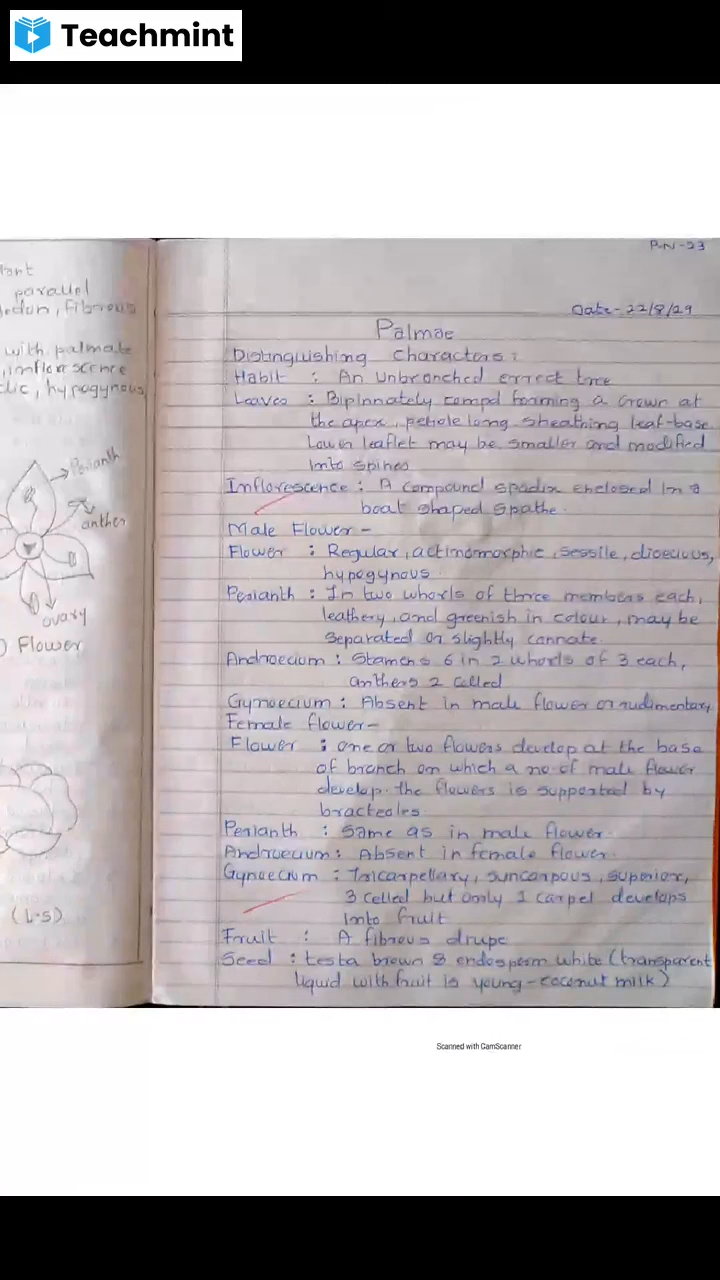 Teachmint
P.N-23
Date-22/8/29
Palmae
Distinguishing characters:
Habit : An unbronched errect tree
Leaves : Bipinnately compd foaming a crown at
the apex, petiole long sheathing leaf-base.
Lower leaflet may be smaller and modified
into spines
Inflorescence : A compound spadix enclosed in a
boat shaped spathe.
Male Flower-
Flower : Regular, actinomorphic, sessile, dioecious,
hypogynous.
Perianth : In two whorls of three members each,
leathery, and greenish in colour, may be
separated or slightly connate.
Androecium : Stamens 6 in 2 whorls of 3 each,
anthers 2 celled
Gynoecium : Absent in male flower or rudimentary
Female flower-
Flower : one or two flowers develop at the base
of branch on which a no of male flower
develop. the flowers is supported by
bracteoles.
Perianth : Same as in male flower.
Androecium : Absent in female flower.
Gynoecium : Tricarpellary, syncarpous, superior,
3 celled but only 1 carpel develops
into fruit
Fruit : A fibrous drupe
Seed : testa brown & endosperm white (transparent
liquid with fruit is young-coconut milk)
parallel
fibrous
with palmate
inflorescence
hypogynous,
Perianth
anther
ovary
) Flower
(L-S)
Scanned with CamScanner